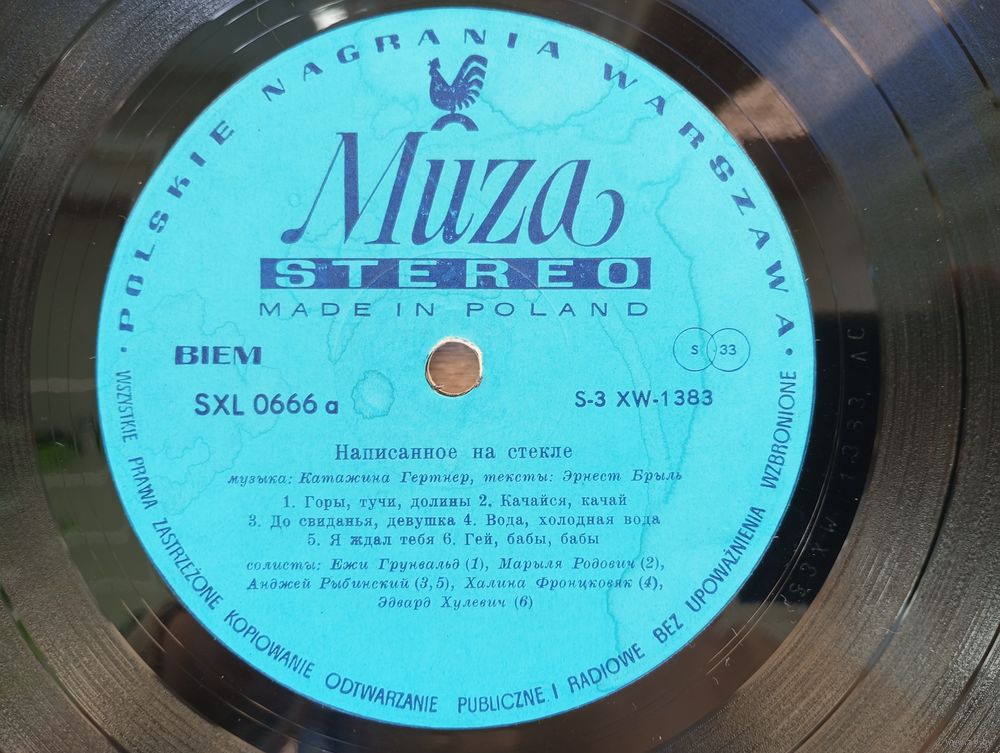 POLSKIE NAGRANIA WARSZAWA
Muza
STEREO
MADE IN POLAND
BIEM
S 33
SXL 0666 a
S-3 XW-1383
Написанное на стекле
музыка: Катажина Гертнер, тексты: Эрнест Брыль
1. Горы, тучи, долины 2. Качайся, качай
3. До свиданья, девушка 4. Вода, холодная вода
5. Я ждал тебя 6. Гей, бабы, бабы
солисты: Ежи Грунвальд (1), Марыля Родович (2),
Анджей Рыбинский (3, 5), Халина Фронцковяк (4),
Эдвард Хулевич (6)
· WSZYSTKIE PRAWA ZASTRZEŻONE KOPIOWANIE ODTWARZANIE PUBLICZNE I RADIOWE BEZ UPOWAŻNIENIA WZBRONIONE ·